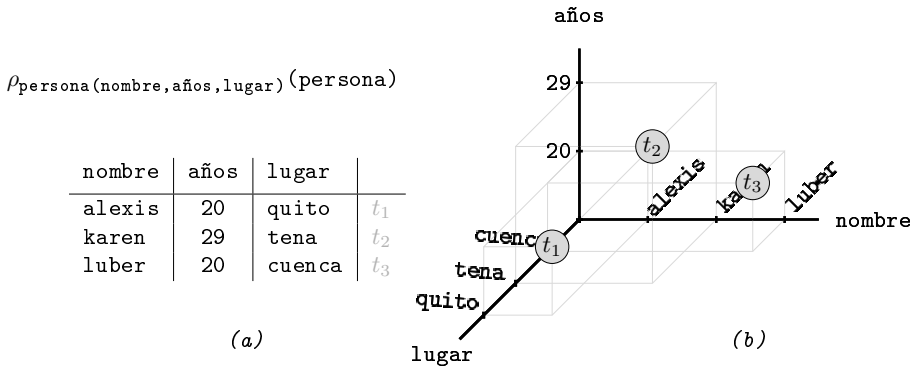 ρpersona(nombre,años,lugar)(persona)
nombre años lugar
alexis 20 quito t1
karen 29 tena t2
luber 20 cuenca t3
(a)
años
29
20
t2
alexis
t3
luber
nombre
t1
tena
quito
lugar
(b)